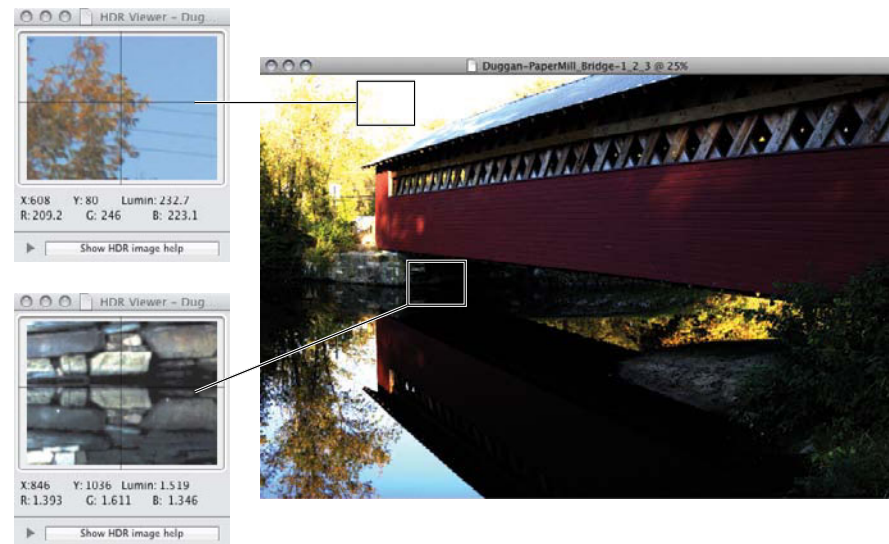 HDR Viewer – Dug...
X:608 Y: 80 Lumin: 232.7
R: 209.2 G: 246 B: 223.1
Show HDR image help
Duggan-PaperMill_Bridge-1_2_3 @ 25%
HDR Viewer – Dug...
X:846 Y: 1036 Lumin: 1.519
R: 1.393 G: 1.611 B: 1.346
Show HDR image help